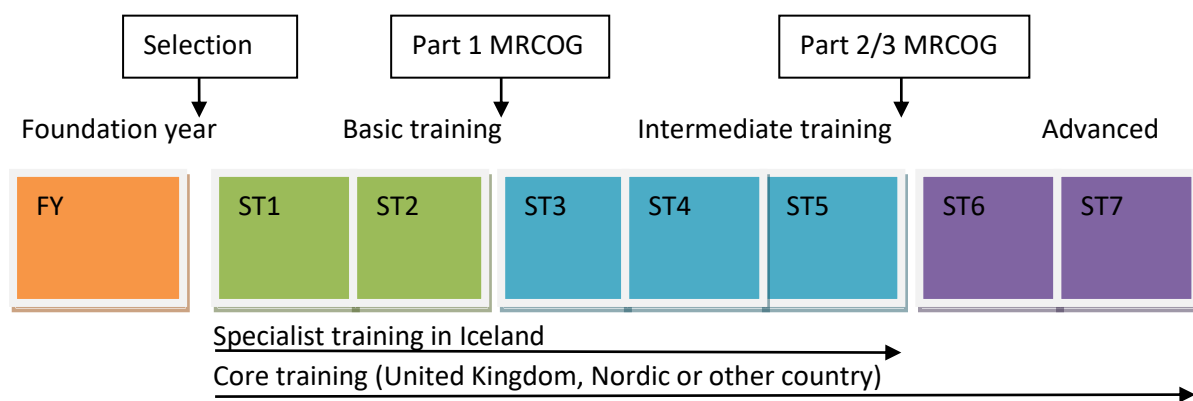 Selection Part 1 MRCOG Part 2/3 MRCOG
Foundation year Basic training Intermediate training Advanced
FY ST1 ST2 ST3 ST4 ST5 ST6 ST7
Specialist training in Iceland
Core training (United Kingdom, Nordic or other country)